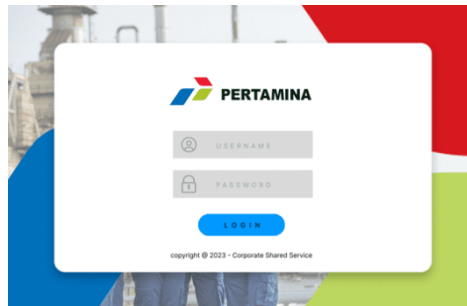 PERTAMINA
USERNAME
PASSWORD
LOGIN
copyright @ 2023 - Corporate Shared Service